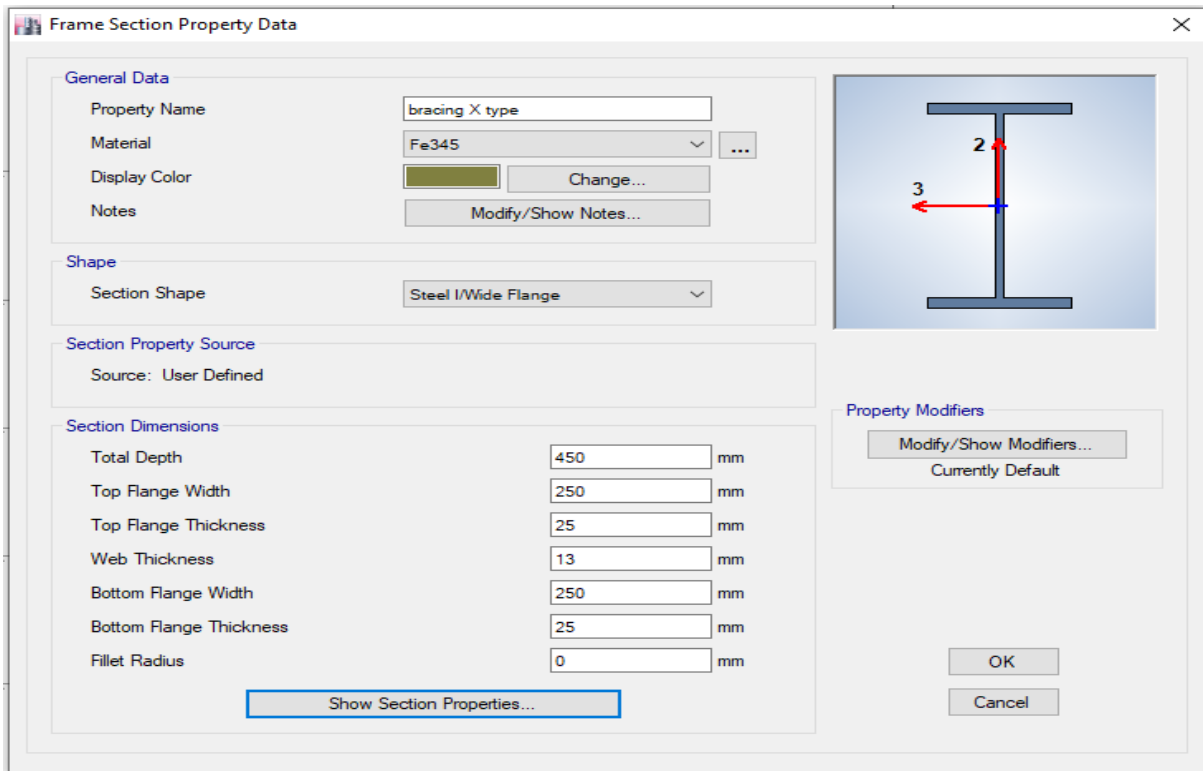 Frame Section Property Data
General Data
Property Name bracing X type
Material Fe345 ...
Display Color Change...
Notes Modify/Show Notes...
2
3
Shape
Section Shape Steel I/Wide Flange
Section Property Source
Source: User Defined
Property Modifiers
Modify/Show Modifiers...
Currently Default
Section Dimensions
Total Depth 450 mm
Top Flange Width 250 mm
Top Flange Thickness 25 mm
Web Thickness 13 mm
Bottom Flange Width 250 mm
Bottom Flange Thickness 25 mm
Fillet Radius 0 mm
Show Section Properties...
OK
Cancel